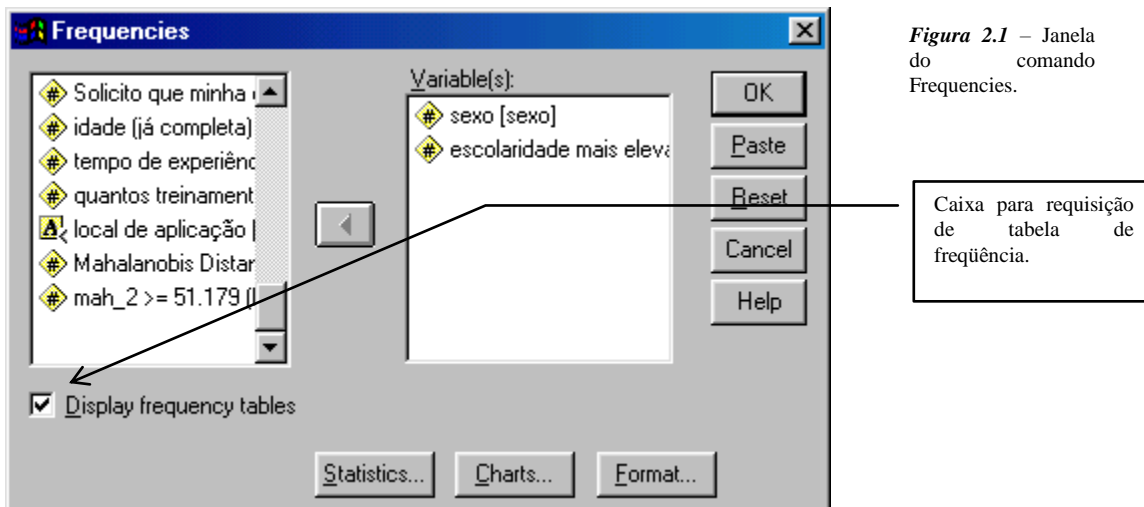 Frequencies
Solicito que minha
idade (já completa)
tempo de experiênc
quantos treinament
local de aplicação
Mahalanobis Distar
mah_2 >= 51.179
Display frequency tables
Variable(s):
sexo [sexo]
escolaridade mais eleva
OK
Paste
Reset
Cancel
Help
Statistics...
Charts...
Format...
Figura 2.1 – Janela
do comando
Frequencies.
Caixa para requisição
de tabela de
freqüência.